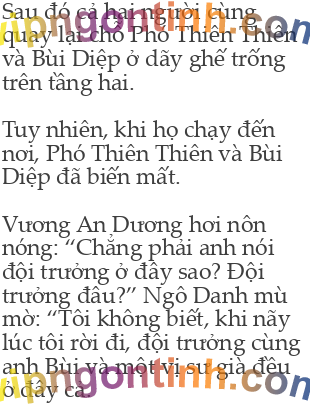 Sau đó cả hai người cùng
quay lại chỗ Phó Thiên Thiên
và Bùi Diệp ở dãy ghế trống
trên tầng hai.
Tuy nhiên, khi họ chạy đến
nơi, Phó Thiên Thiên và Bùi
Diệp đã biến mất.
Vương An Dương hơi nôn
nóng: “Chẳng phải anh nói
đội trưởng ở đây sao? Đội
trưởng đâu?” Ngô Danh mù
mờ: “Tôi không biết, khi nãy
lúc tôi rời đi, đội trưởng cùng
anh Bùi và một vị sư già đều
ở đây cả.”
upngontinh.com
upngontinh.com